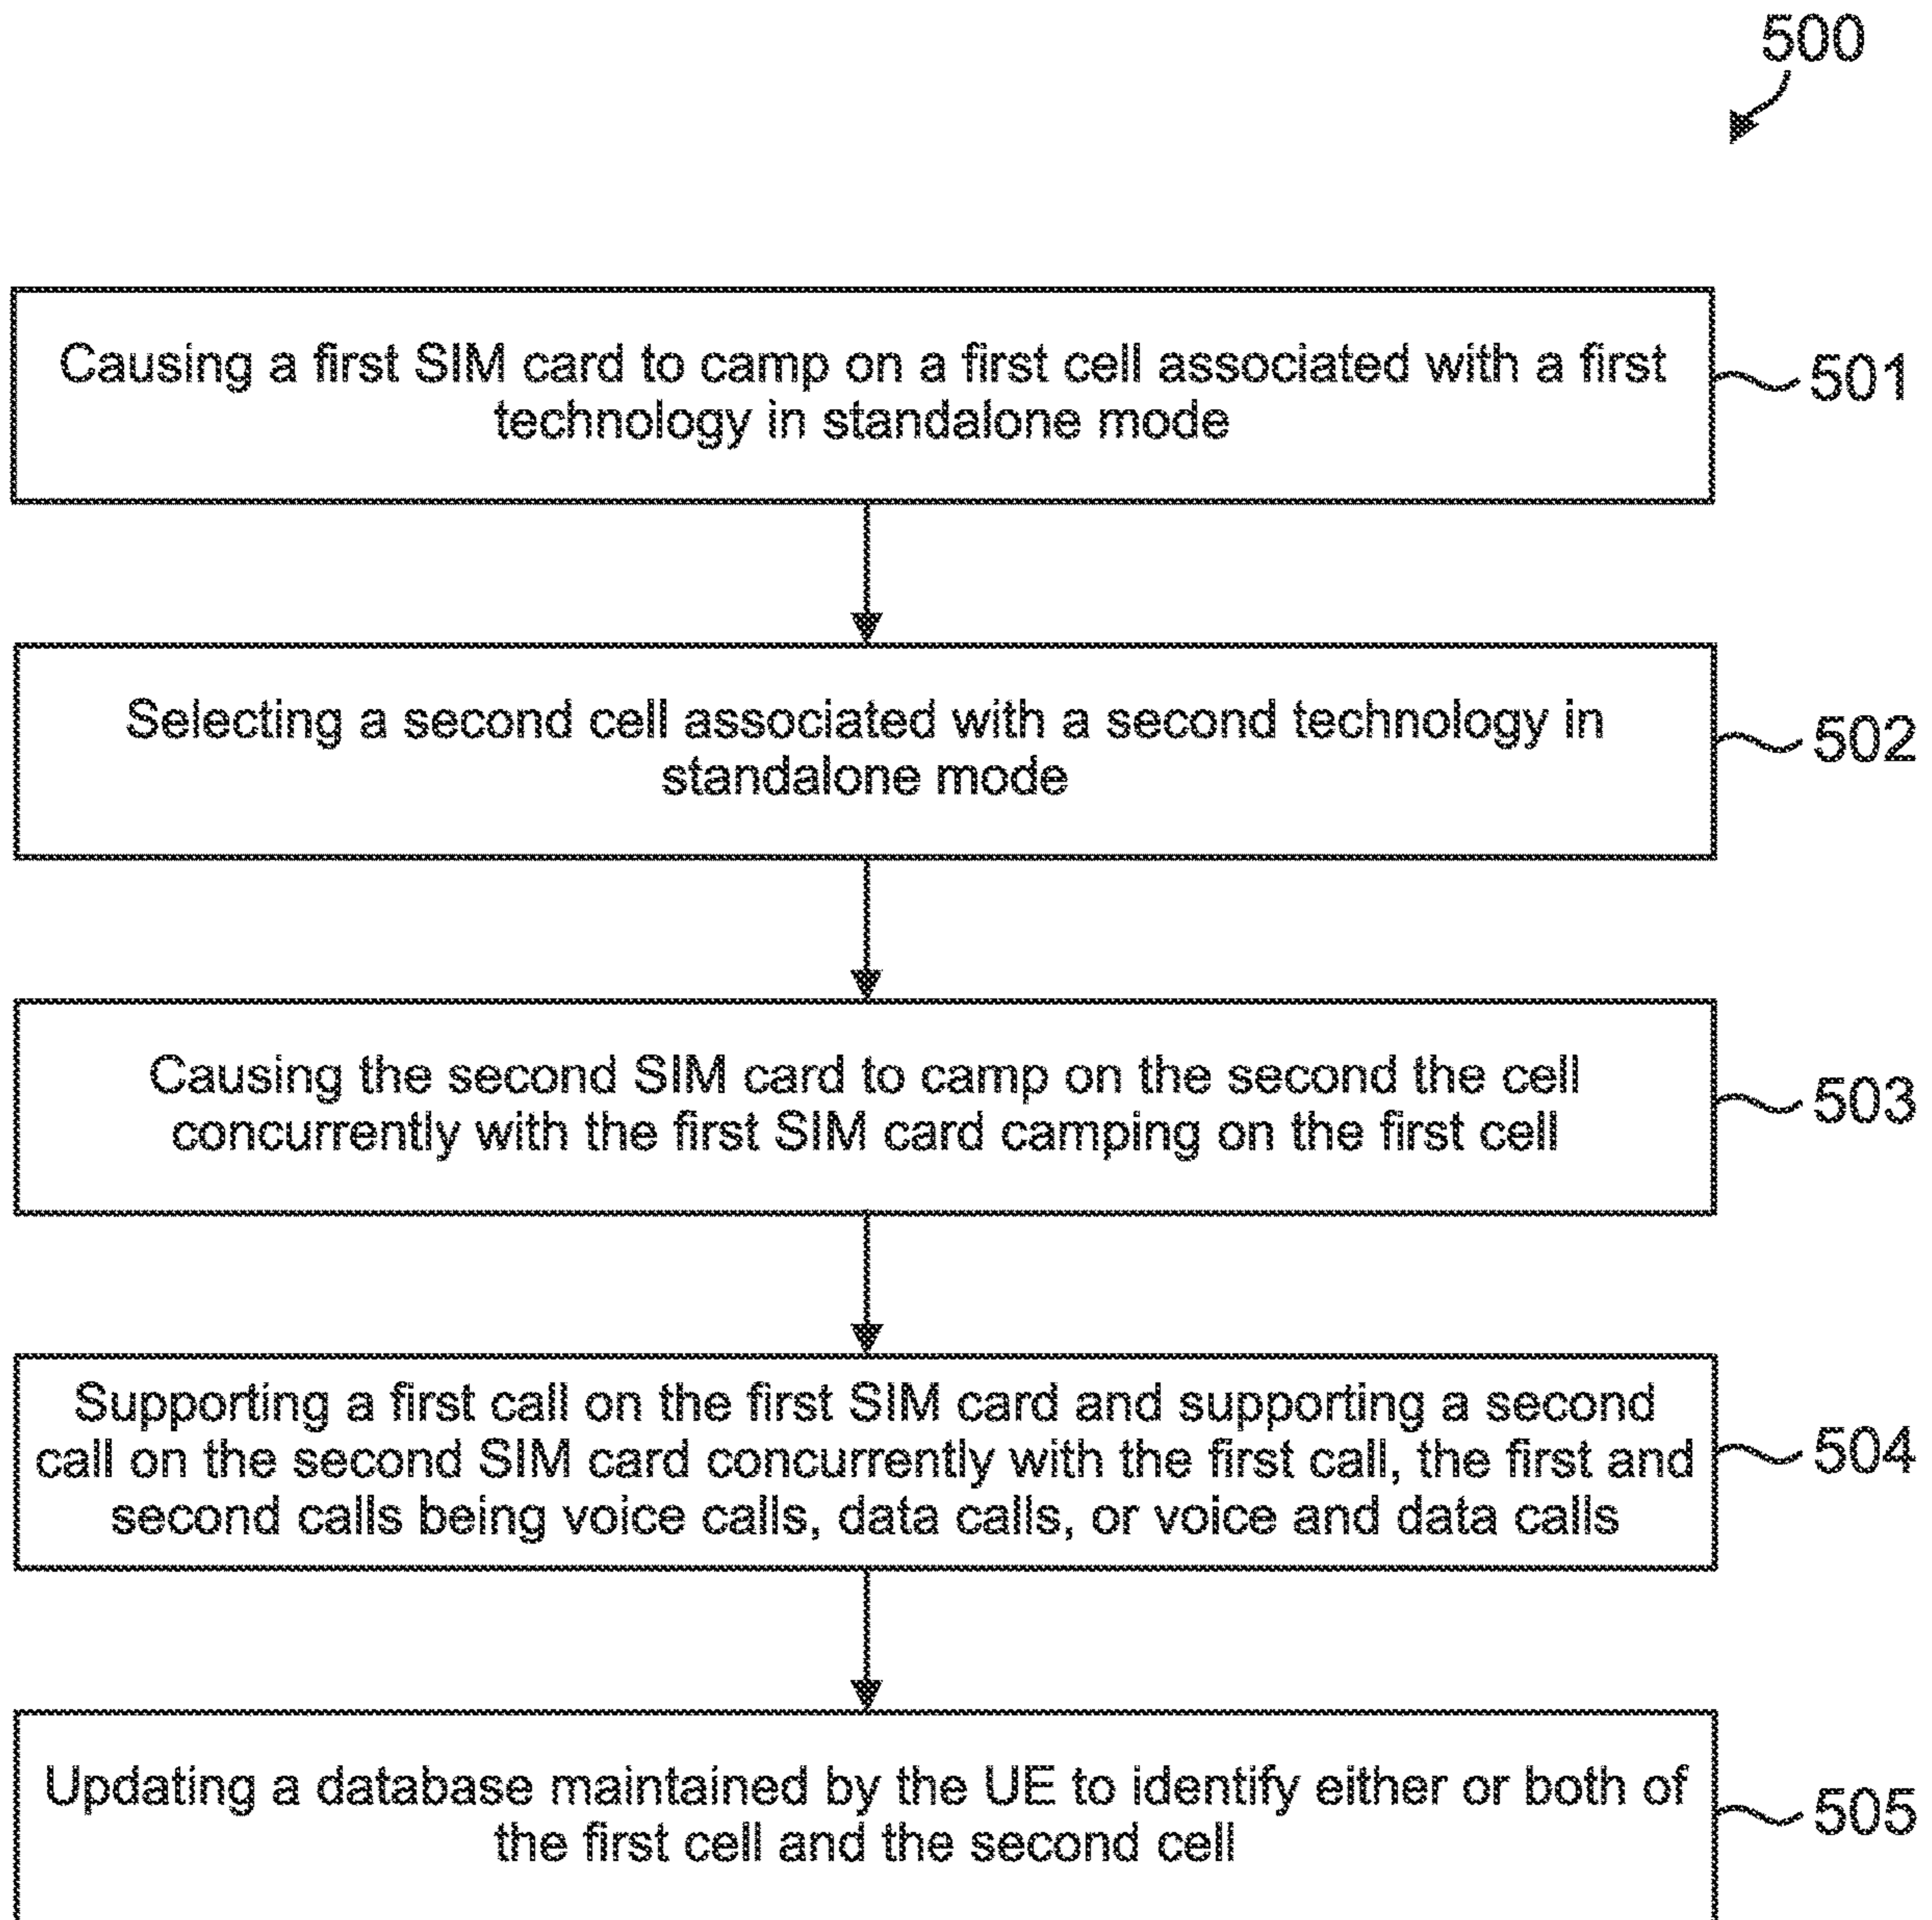 500
Causing a first SIM card to camp on a first cell associated with a first
technology in standalone mode
501
Selecting a second cell associated with a second technology in
standalone mode
502
Causing the second SIM card to camp on the second the cell
concurrently with the first SIM card camping on the first cell
503
Supporting a first call on the first SIM card and supporting a second
call on the second SIM card concurrently with the first call, the first and
second calls being voice calls, data calls, or voice and data calls
504
Updating a database maintained by the UE to identify either or both of
the first cell and the second cell
505